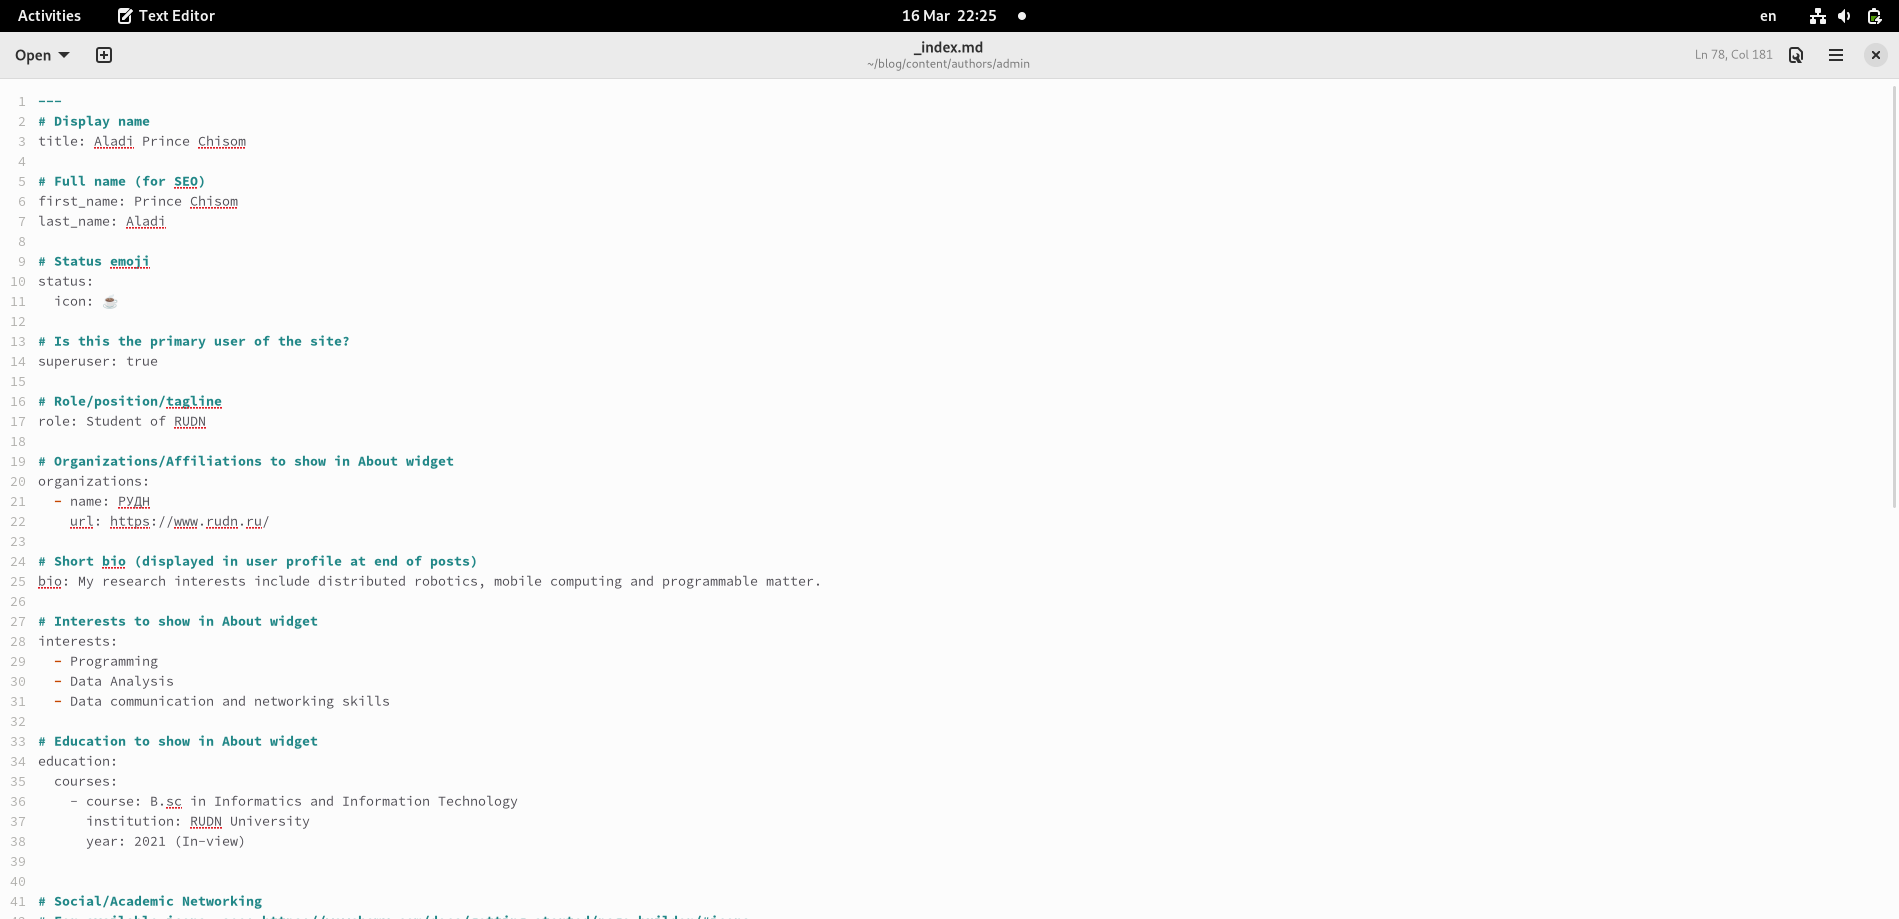 Activities Text Editor 16 Mar 22:25 en
Open _index.md Ln 78, Col 181
~/blog/content/authors/admin
1 ---
2 # Display name
3 title: Aladi Prince Chisom
4
5 # Full name (for SEO)
6 first_name: Prince Chisom
7 last_name: Aladi
8
9 # Status emoji
10 status:
11   icon: ☕
12
13 # Is this the primary user of the site?
14 superuser: true
15
16 # Role/position/tagline
17 role: Student of RUDN
18
19 # Organizations/Affiliations to show in About widget
20 organizations:
21   - name: РУДН
22     url: https://www.rudn.ru/
23
24 # Short bio (displayed in user profile at end of posts)
25 bio: My research interests include distributed robotics, mobile computing and programmable matter.
26
27 # Interests to show in About widget
28 interests:
29   - Programming
30   - Data Analysis
31   - Data communication and networking skills
32
33 # Education to show in About widget
34 education:
35   courses:
36     - course: B.sc in Informatics and Information Technology
37       institution: RUDN University
38       year: 2021 (In-view)
39
40
41 # Social/Academic Networking